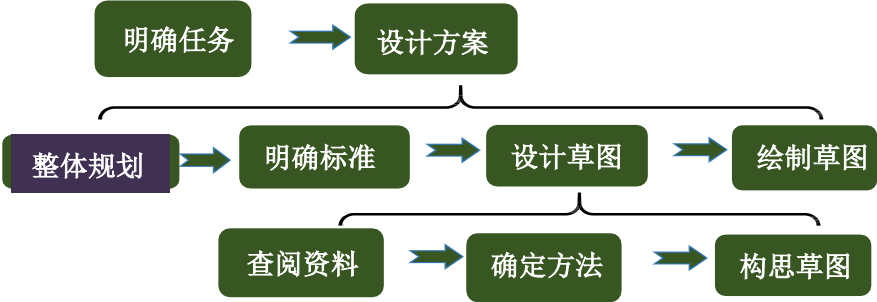 明确任务
设计方案
整体规划
明确标准
设计草图
绘制草图
查阅资料
确定方法
构思草图